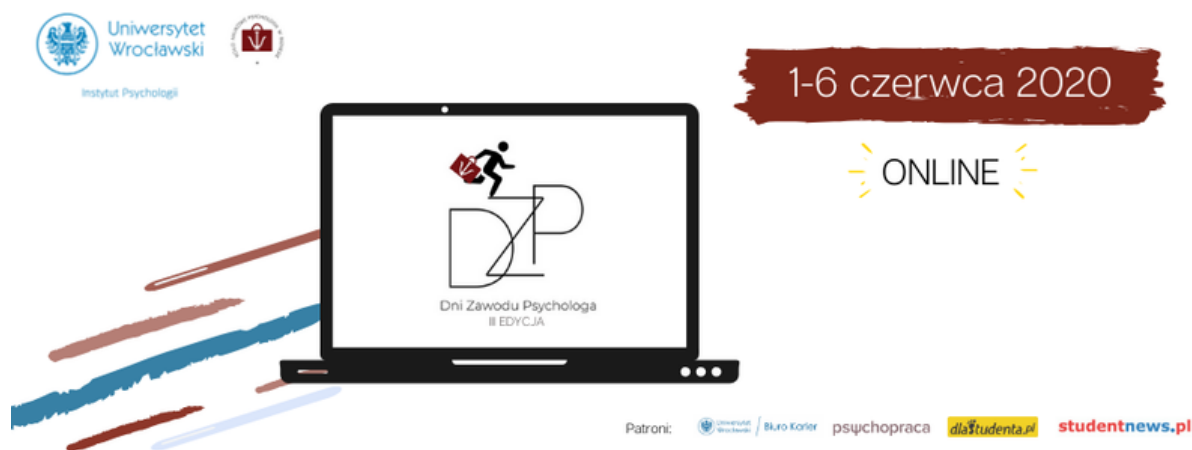 Uniwersytet
Wrocławski
Instytut Psychologii
1-6 czerwca 2020
ONLINE
DZP
Dni Zawodu Psychologa
III EDYCJA
Patroni:
Uniwersytet
Wrocławski
Biuro Karier
psychopraca
dlaStudenta.pl
studentnews.pl